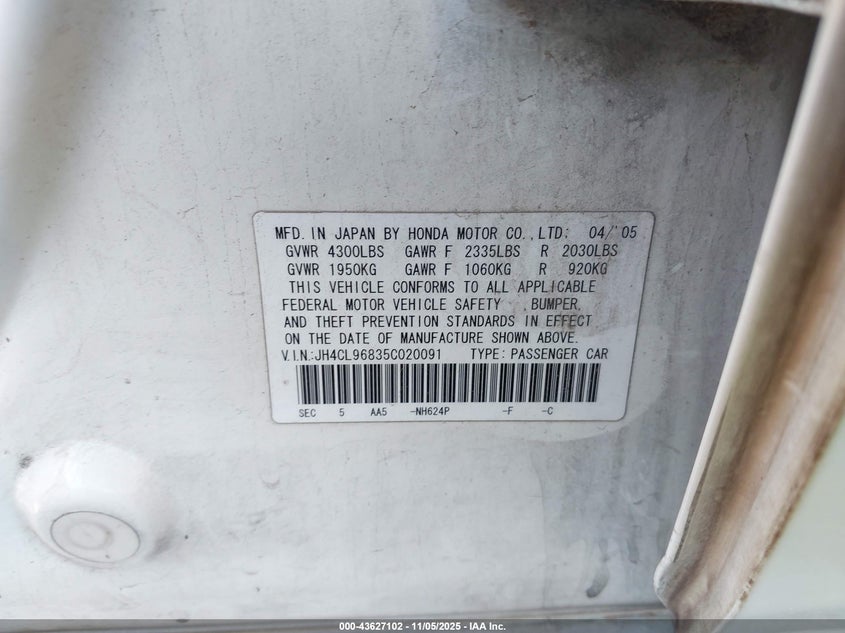 MFD. IN JAPAN BY HONDA MOTOR CO., LTD: 04/'05
GVWR 4300LBS GAWR F 2335LBS R 2030LBS
GVWR 1950KG GAWR F 1060KG R 920KG
THIS VEHICLE CONFORMS TO ALL APPLICABLE
FEDERAL MOTOR VEHICLE SAFETY , BUMPER,
AND THEFT PREVENTION STANDARDS IN EFFECT
ON THE DATE OF MANUFACTURE SHOWN ABOVE.
V.I.N.:JH4CL96835C020091 TYPE: PASSENGER CAR
SEC 5 AA5 -NH624P -F -C
000-43627102 - 11/05/2025 - IAA Inc.